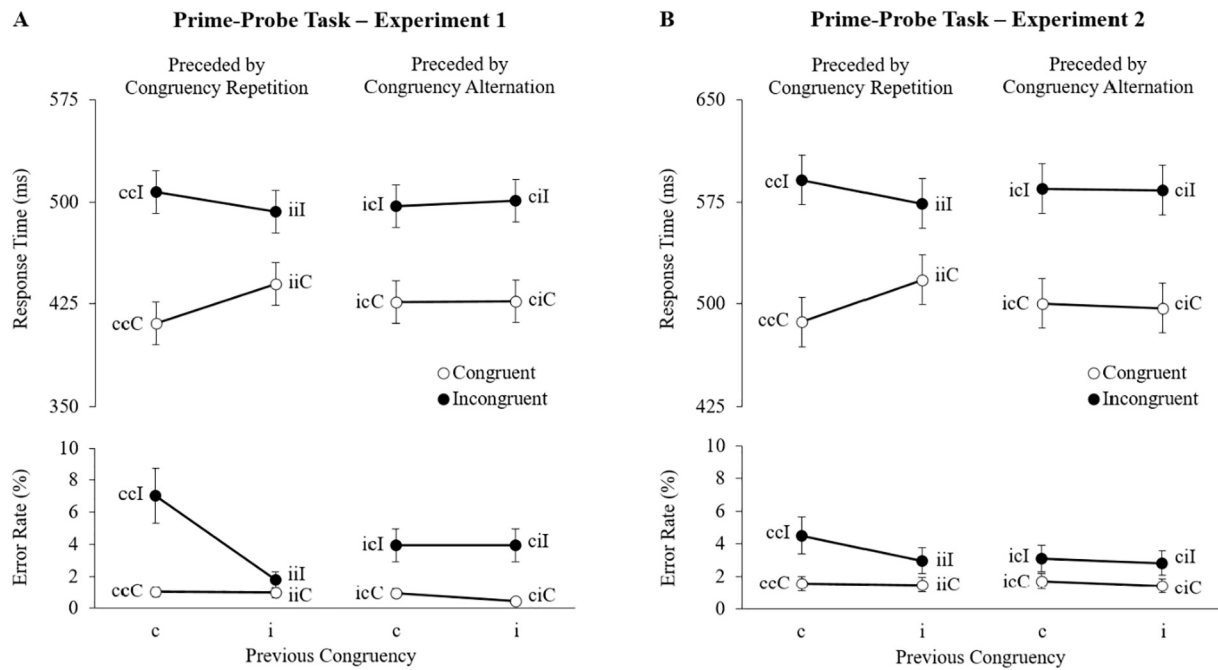 A
Prime-Probe Task – Experiment 1
Preceded by
Congruency Repetition
Preceded by
Congruency Alternation
575
500
425
350
Response Time (ms)
ccI
iiI
ccC
iiC
icI
ciI
icC
ciC
Congruent
Incongruent
10
8
6
4
2
0
Error Rate (%)
ccI
iiI
ccC
iiC
icI
ciI
icC
ciC
c
i
c
i
Previous Congruency
B
Prime-Probe Task – Experiment 2
Preceded by
Congruency Repetition
Preceded by
Congruency Alternation
650
575
500
425
Response Time (ms)
ccI
iiI
ccC
iiC
icI
ciI
icC
ciC
Congruent
Incongruent
10
8
6
4
2
0
Error Rate (%)
ccI
iiI
ccC
iiC
icI
ciI
icC
ciC
c
i
c
i
Previous Congruency